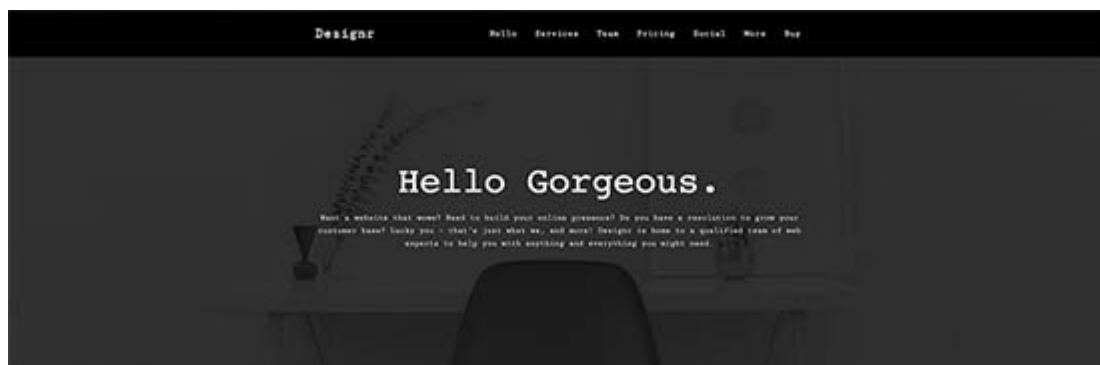 Designr
Hello Services Team Pricing Social More Buy
Hello Gorgeous.
Want a website that wows? Need to build your online presence? Do you have a resolution to grow your
customer base? Lucky you - that's just what we, and more! Designr is home to a qualified team of web
experts to help you with anything and everything you might need.